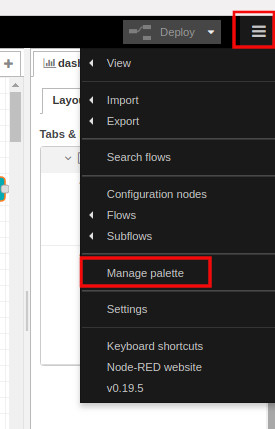 Deploy
dash
View
Layou
Import
Export
Tabs &
Search flows
Configuration nodes
Flows
Subflows
Manage palette
Settings
Keyboard shortcuts
Node-RED website
v0.19.5